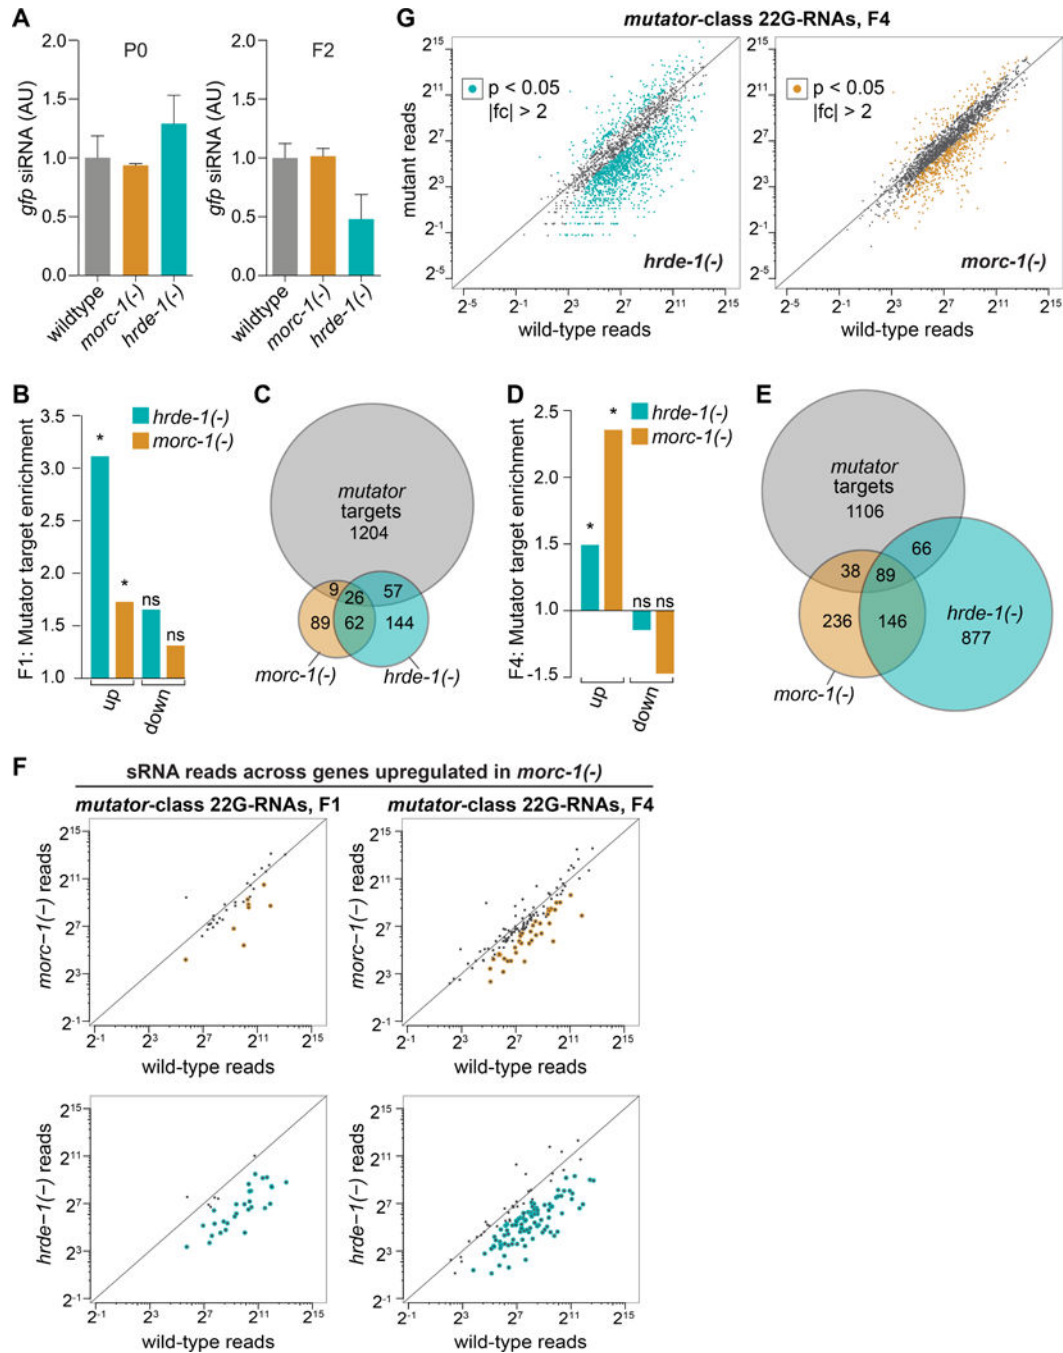 A
P0
F2
gfp siRNA (AU)
2.0
1.5
1.0
0.5
0.0
wildtype
morc-1(-)
hrde-1(-)
gfp siRNA (AU)
2.0
1.5
1.0
0.5
0.0
wildtype
morc-1(-)
hrde-1(-)
G
mutator-class 22G-RNAs, F4
mutant reads
2^15
2^11
2^7
2^3
2^-1
2^-5
p < 0.05
|fc| > 2
hrde-1(-)
2^-5 2^-1 2^3 2^7 2^11 2^15
wild-type reads
2^15
2^11
2^7
2^3
2^-1
2^-5
p < 0.05
|fc| > 2
morc-1(-)
2^-5 2^-1 2^3 2^7 2^11 2^15
wild-type reads
B
F1: Mutator target enrichment
3.5
3.0
2.5
2.0
1.5
1.0
hrde-1(-)
morc-1(-)
*
*
ns
ns
up
down
C
mutator
targets
1204
9
26
57
89
62
144
morc-1(-)
hrde-1(-)
D
F4: Mutator target enrichment
2.5
2.0
1.5
1.0
-1.5
hrde-1(-)
morc-1(-)
*
*
ns ns
up
down
E
mutator
targets
1106
66
38
89
236
146
hrde-1(-)
877
morc-1(-)
F
sRNA reads across genes upregulated in morc-1(-)
mutator-class 22G-RNAs, F1
mutator-class 22G-RNAs, F4
morc−1(−) reads
2^15
2^11
2^7
2^3
2^-1
2^-1 2^3 2^7 2^11 2^15
wild-type reads
morc−1(−) reads
2^15
2^11
2^7
2^3
2^-1
2^-1 2^3 2^7 2^11 2^15
wild-type reads
hrde−1(−) reads
2^15
2^11
2^7
2^3
2^-1
2^-1 2^3 2^7 2^11 2^15
wild-type reads
hrde−1(−) reads
2^15
2^11
2^7
2^3
2^-1
2^-1 2^3 2^7 2^11 2^15
wild-type reads